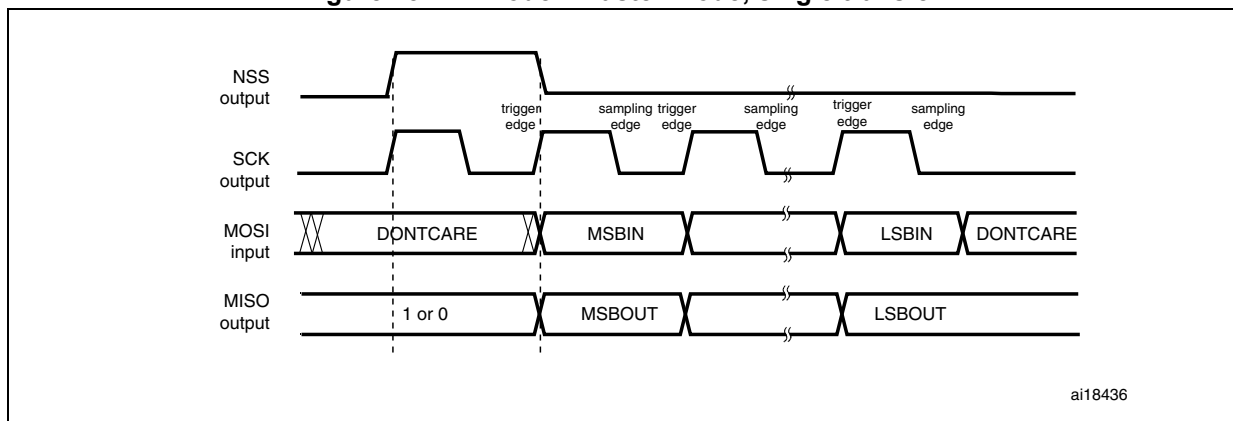 NSS
output
trigger
edge
sampling
edge
trigger
edge
sampling
edge
trigger
edge
sampling
edge
SCK
output
MOSI
input
DONTCARE
MSBIN
LSBIN
DONTCARE
MISO
output
1 or 0
MSBOUT
LSBOUT
ai18436